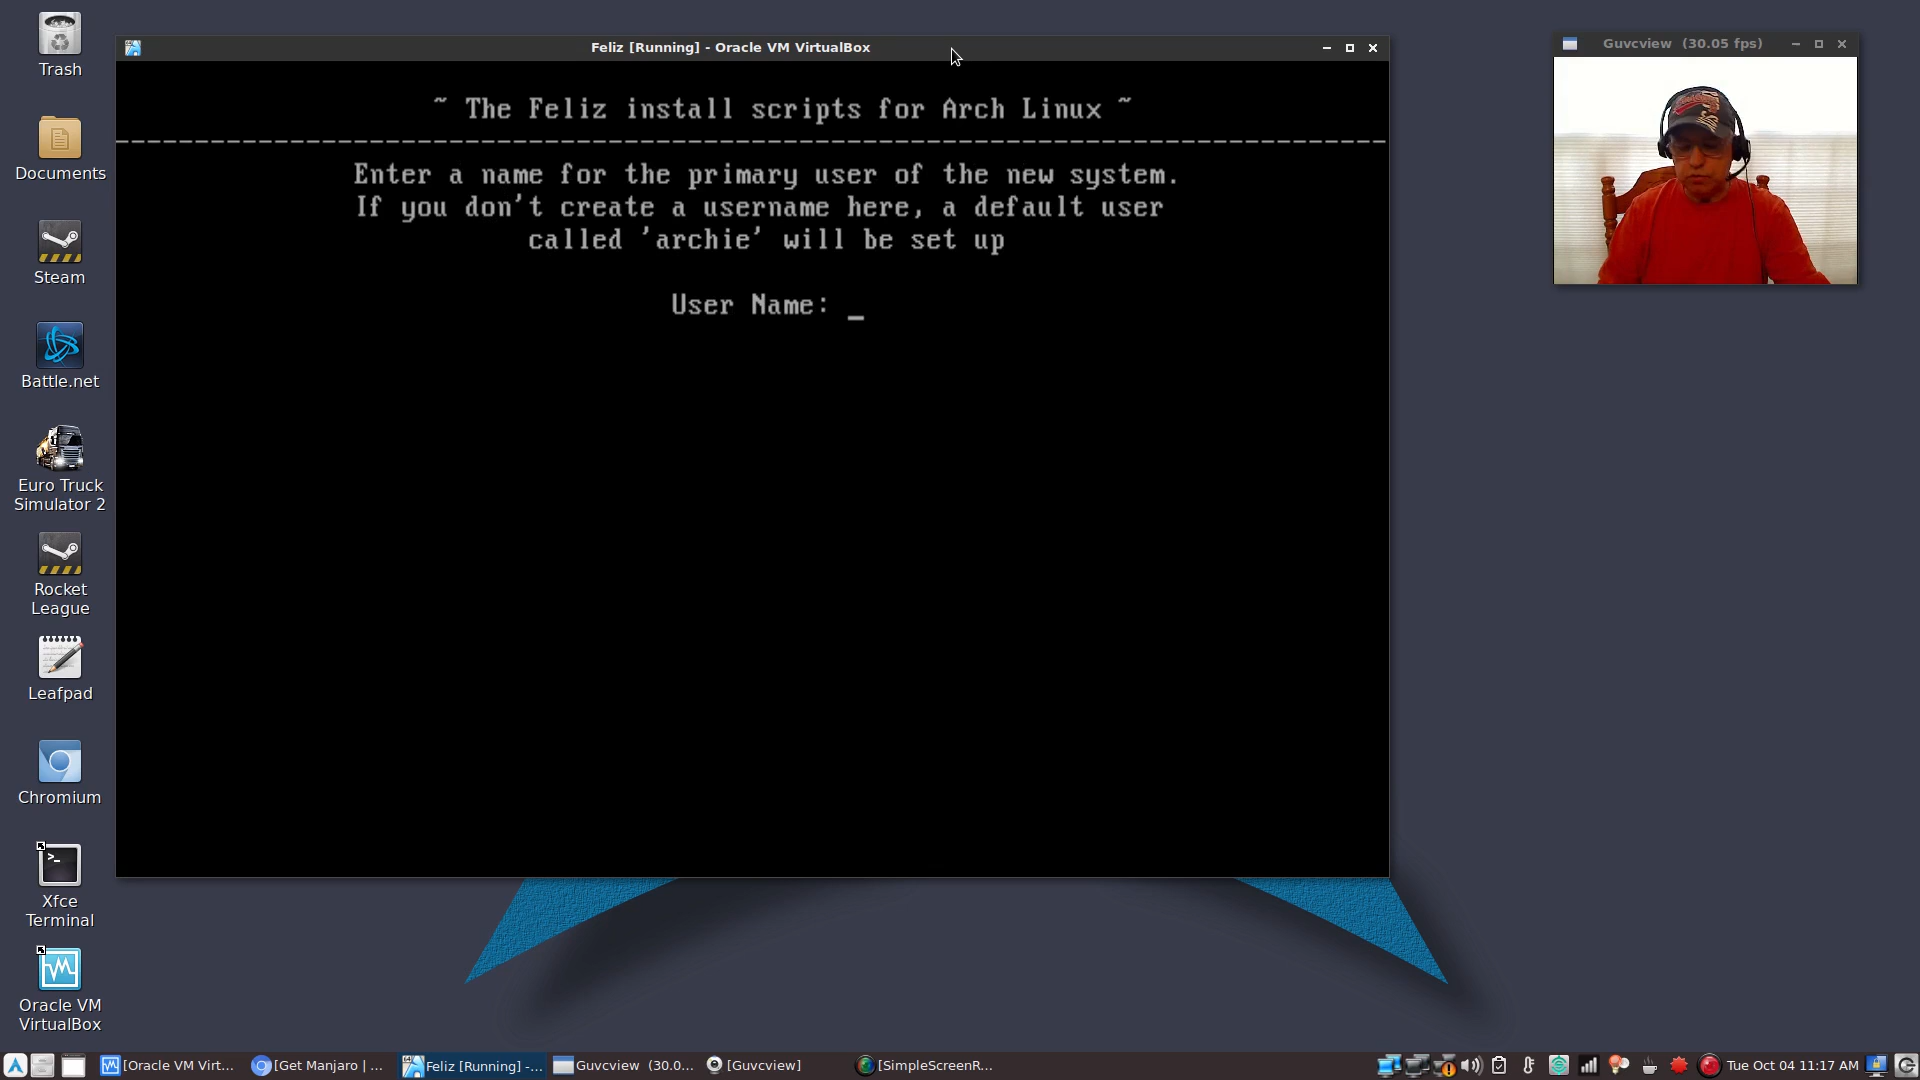 Trash
Documents
Steam
Battle.net
Euro Truck
Simulator 2
Rocket
League
Leafpad
Chromium
Xfce
Terminal
Oracle VM
VirtualBox
Feliz [Running] - Oracle VM VirtualBox
~ The Feliz install scripts for Arch Linux ~
Enter a name for the primary user of the new system.
If you don't create a username here, a default user
called 'archie' will be set up
User Name: _
Guvcview (30.05 fps)
[Oracle VM Virt...
[Get Manjaro | ...
Feliz [Running] -...
Guvcview (30.0...
[Guvcview]
[SimpleScreenR...
Tue Oct 04 11:17 AM